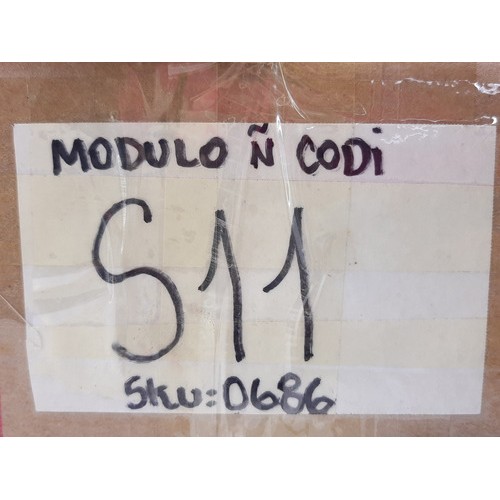 MODULO Ñ CODi
S11
SKU:0686